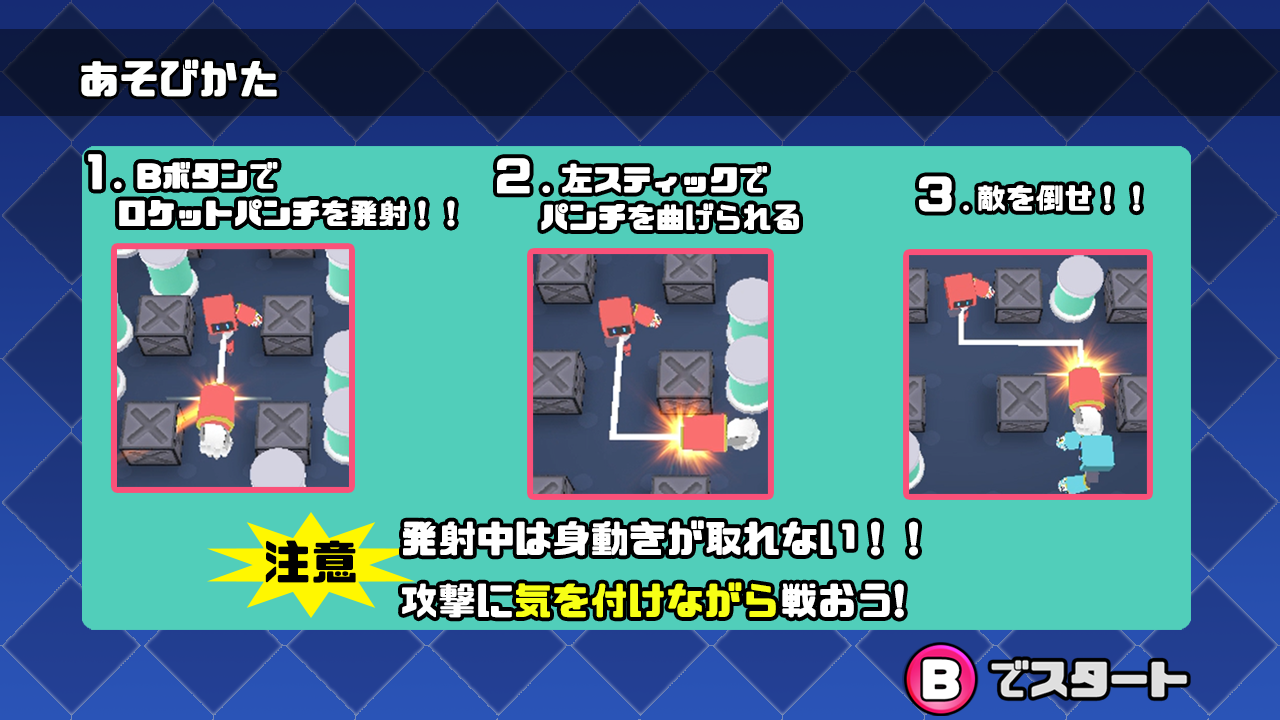 あそびかた
1.Bボタンで
ロケットパンチを発射！！
2.左スティックで
パンチを曲げられる
3.敵を倒せ！！
注意
発射中は身動きが取れない！！
攻撃に気を付けながら戦おう!
Bでスタート